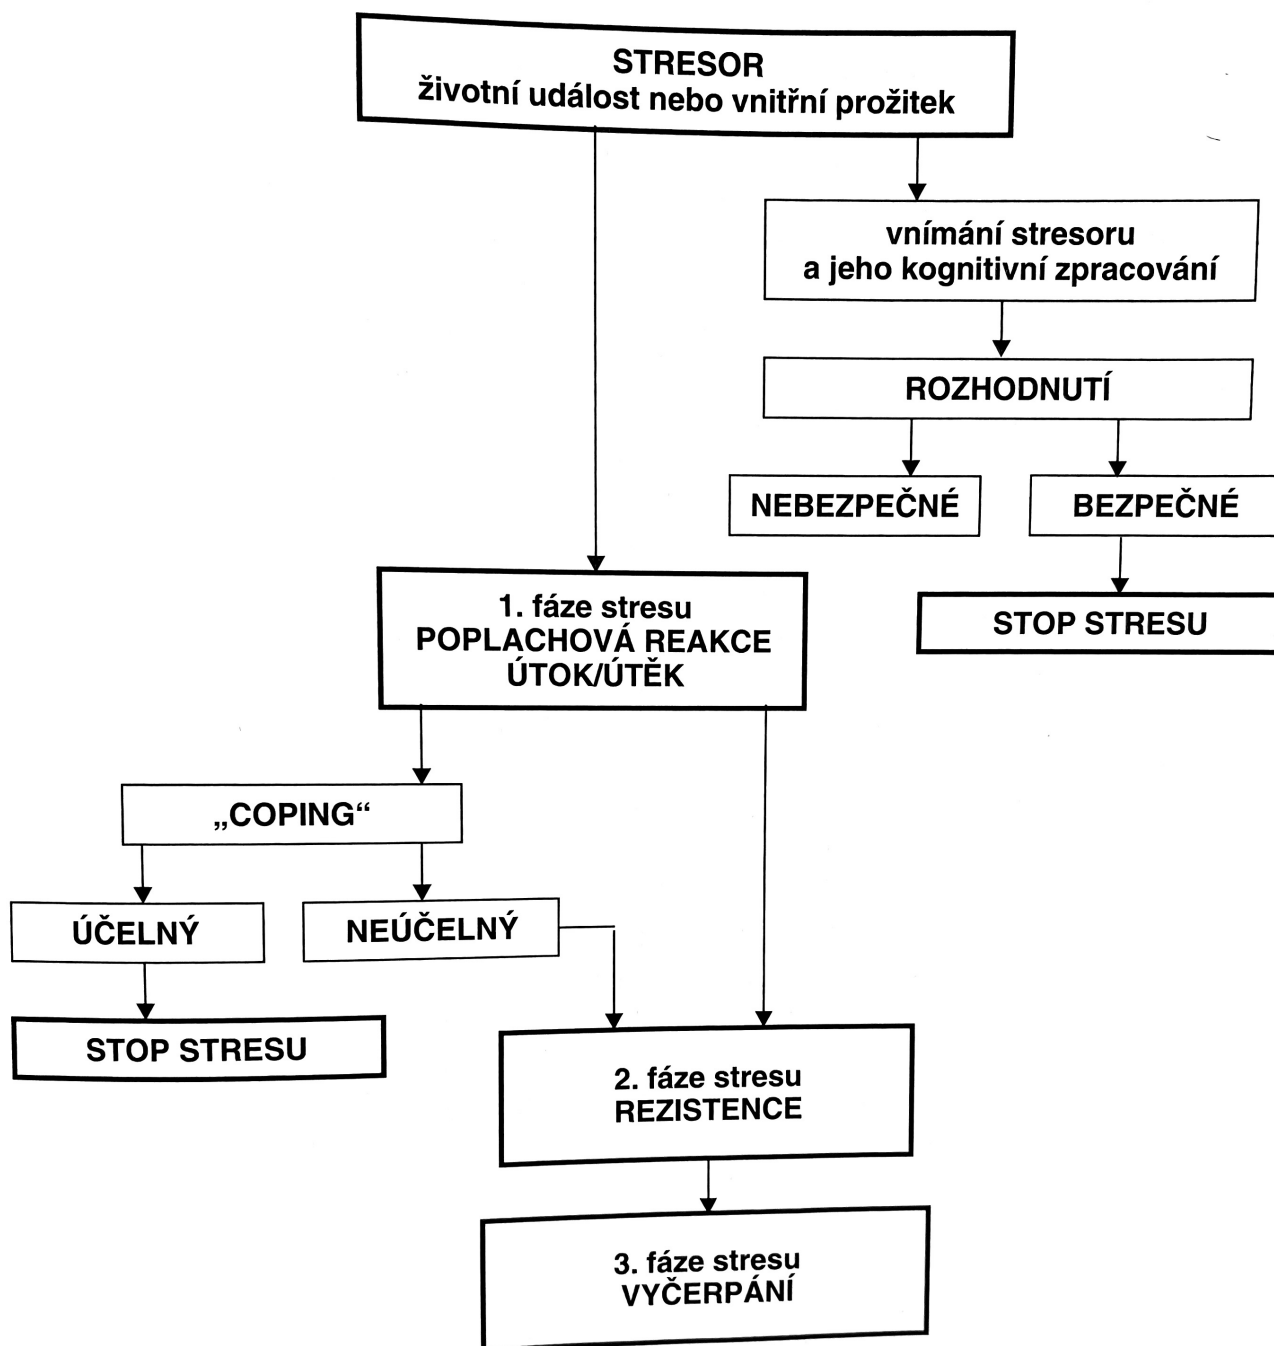 STRESOR
životní událost nebo vnitřní prožitek
vnímání stresoru
a jeho kognitivní zpracování
ROZHODNUTÍ
NEBEZPEČNÉ
BEZPEČNÉ
STOP STRESU
1. fáze stresu
POPLACHOVÁ REAKCE
ÚTOK/ÚTĚK
„COPING“
ÚČELNÝ
NEÚČELNÝ
STOP STRESU
2. fáze stresu
REZISTENCE
3. fáze stresu
VYČERPÁNÍ